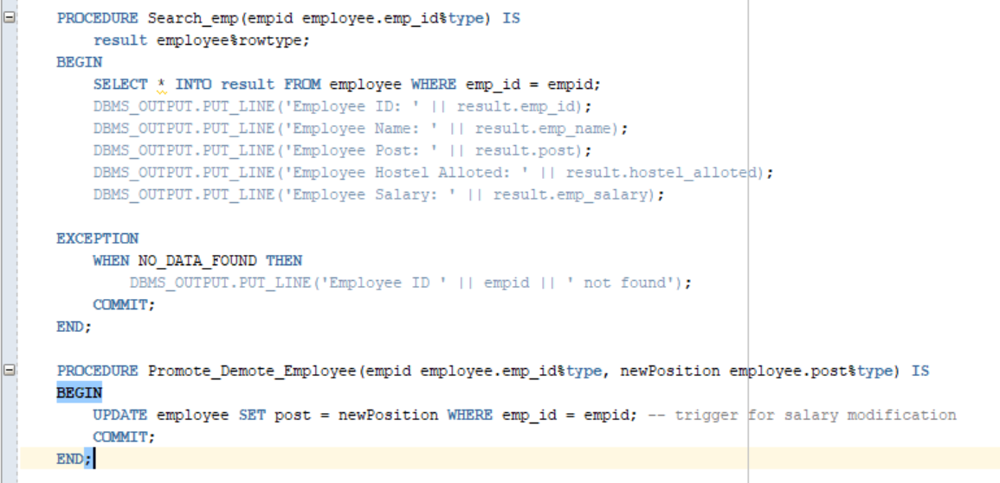 PROCEDURE Search_emp(empid employee.emp_id%type) IS
result employee%rowtype;
BEGIN
SELECT * INTO result FROM employee WHERE emp_id = empid;
DBMS_OUTPUT.PUT_LINE('Employee ID: ' || result.emp_id);
DBMS_OUTPUT.PUT_LINE('Employee Name: ' || result.emp_name);
DBMS_OUTPUT.PUT_LINE('Employee Post: ' || result.post);
DBMS_OUTPUT.PUT_LINE('Employee Hostel Alloted: ' || result.hostel_alloted);
DBMS_OUTPUT.PUT_LINE('Employee Salary: ' || result.emp_salary);
EXCEPTION
WHEN NO_DATA_FOUND THEN
DBMS_OUTPUT.PUT_LINE('Employee ID ' || empid || ' not found');
COMMIT;
END;
PROCEDURE Promote_Demote_Employee(empid employee.emp_id%type, newPosition employee.post%type) IS
BEGIN
UPDATE employee SET post = newPosition WHERE emp_id = empid; -- trigger for salary modification
COMMIT;
END;